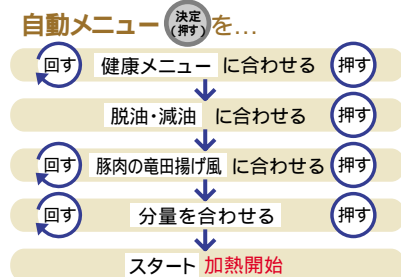 自動メニュー 決定(押す) を…
回す 健康メニュー に合わせる 押す
脱油・減油 に合わせる 押す
回す 豚肉の竜田揚げ風 に合わせる 押す
回す 分量を合わせる 押す
スタート 加熱開始